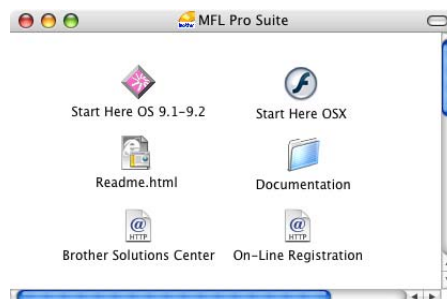 MFL Pro Suite
Start Here OS 9.1-9.2
Start Here OSX
Readme.html
Documentation
@
HTTP
@
HTTP
Brother Solutions Center
On-Line Registration